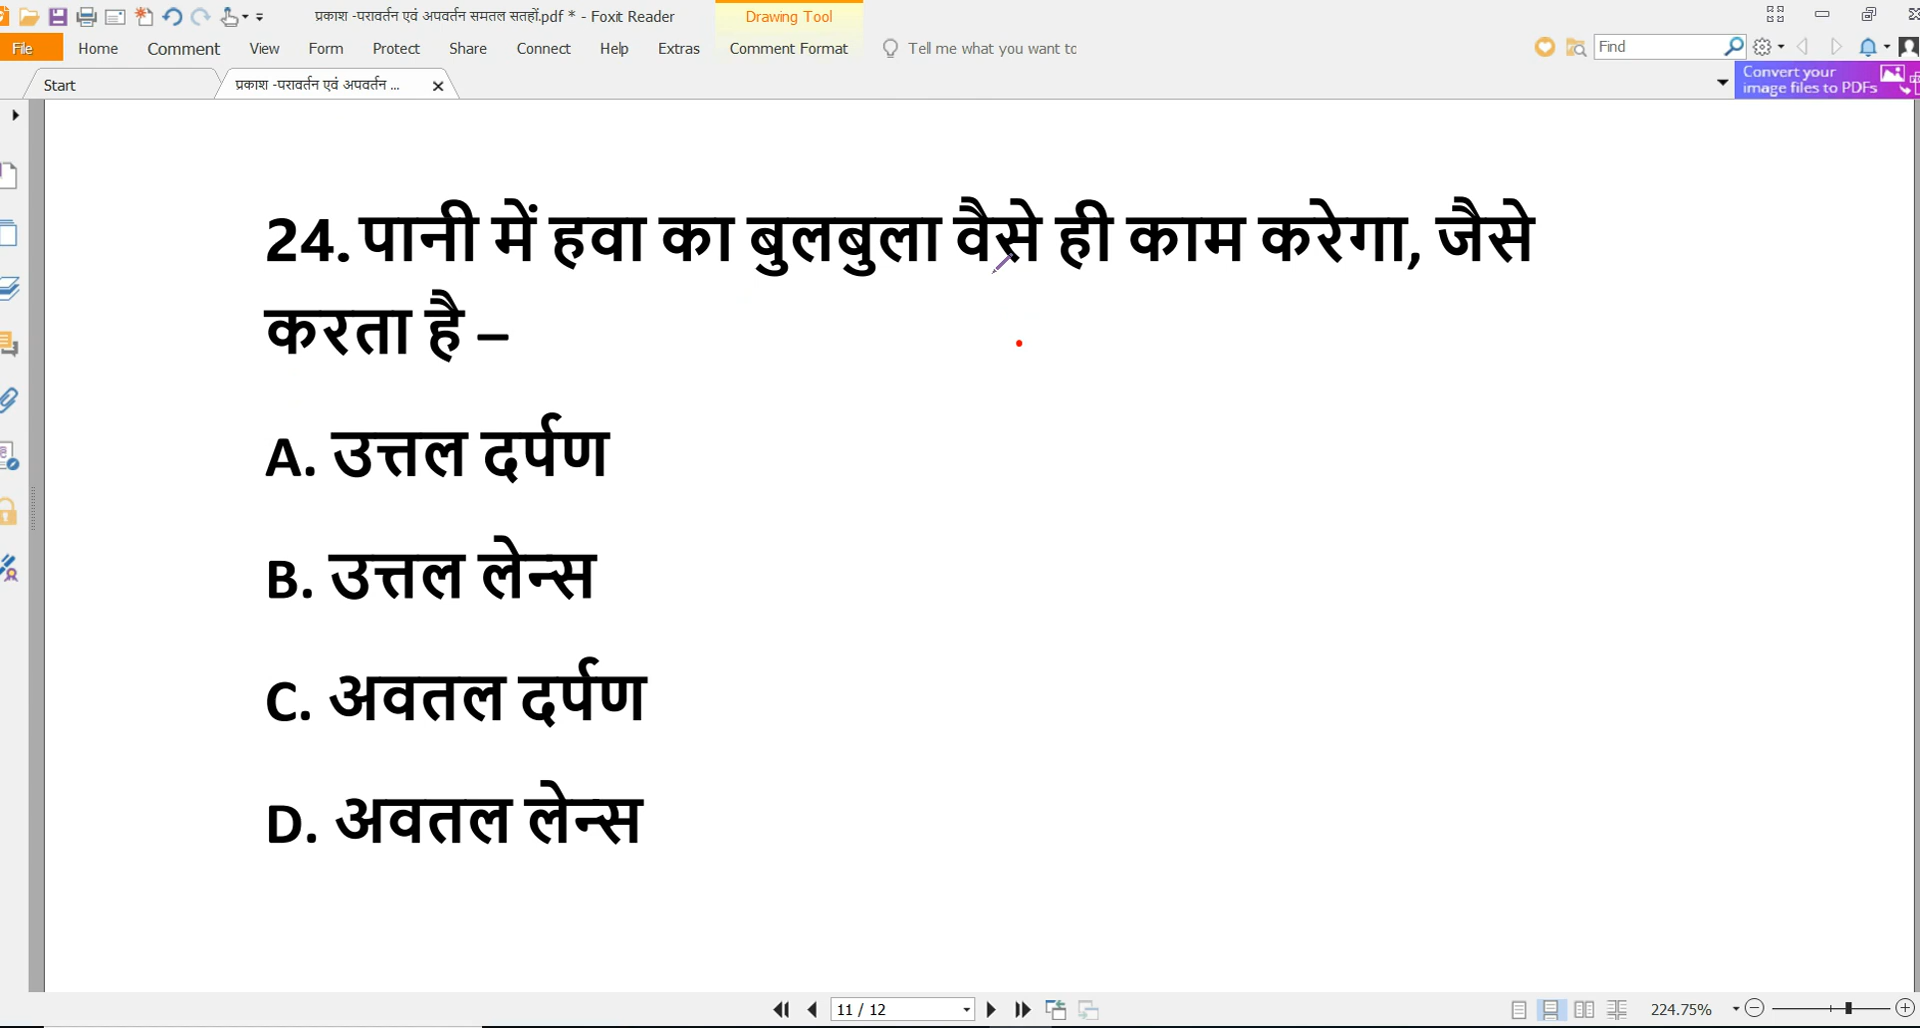 प्रकाश -परावर्तन एवं अपवर्तन समतल सतहों.pdf * - Foxit Reader
Drawing Tool
File Home Comment View Form Protect Share Connect Help Extras Comment Format Tell me what you want to Find
Start प्रकाश -परावर्तन एवं अपवर्तन ...
Convert your
image files to PDFs
24. पानी में हवा का बुलबुला वैसे ही काम करेगा, जैसे
करता है –
A. उत्तल दर्पण
B. उत्तल लेन्स
C. अवतल दर्पण
D. अवतल लेन्स
11 / 12 224.75%